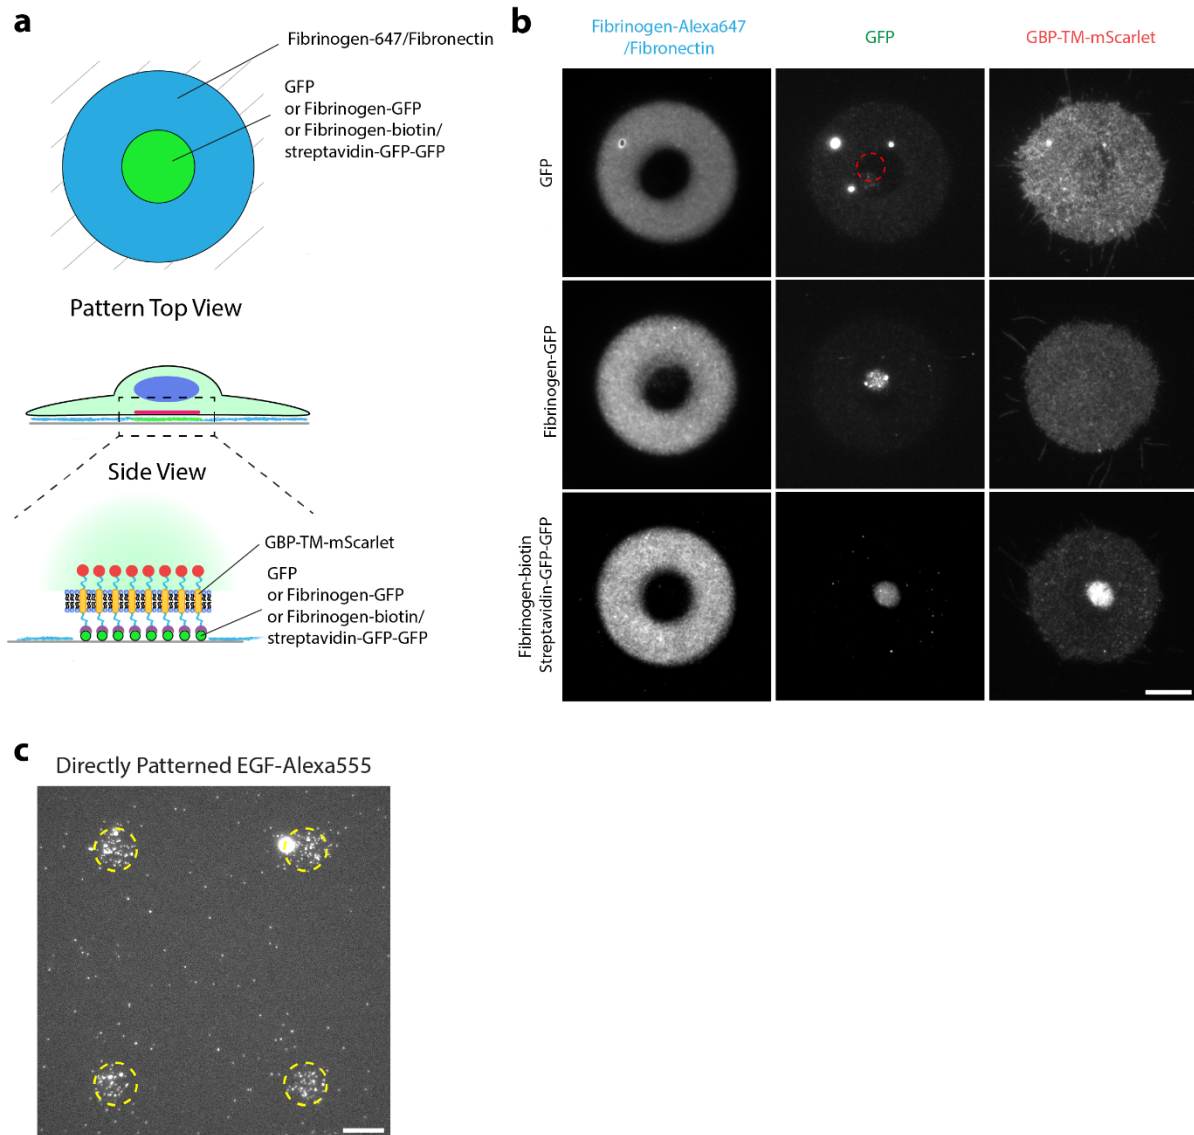 a
Fibrinogen-647/Fibronectin
GFP
or Fibrinogen-GFP
or Fibrinogen-biotin/
streptavidin-GFP-GFP
Pattern Top View
Side View
GBP-TM-mScarlet
GFP
or Fibrinogen-GFP
or Fibrinogen-biotin/
streptavidin-GFP-GFP
b
Fibrinogen-Alexa647
/Fibronectin
GFP
GBP-TM-mScarlet
GFP
Fibrinogen-GFP
Fibrinogen-biotin
Streptavidin-GFP-GFP
c
Directly Patterned EGF-Alexa555